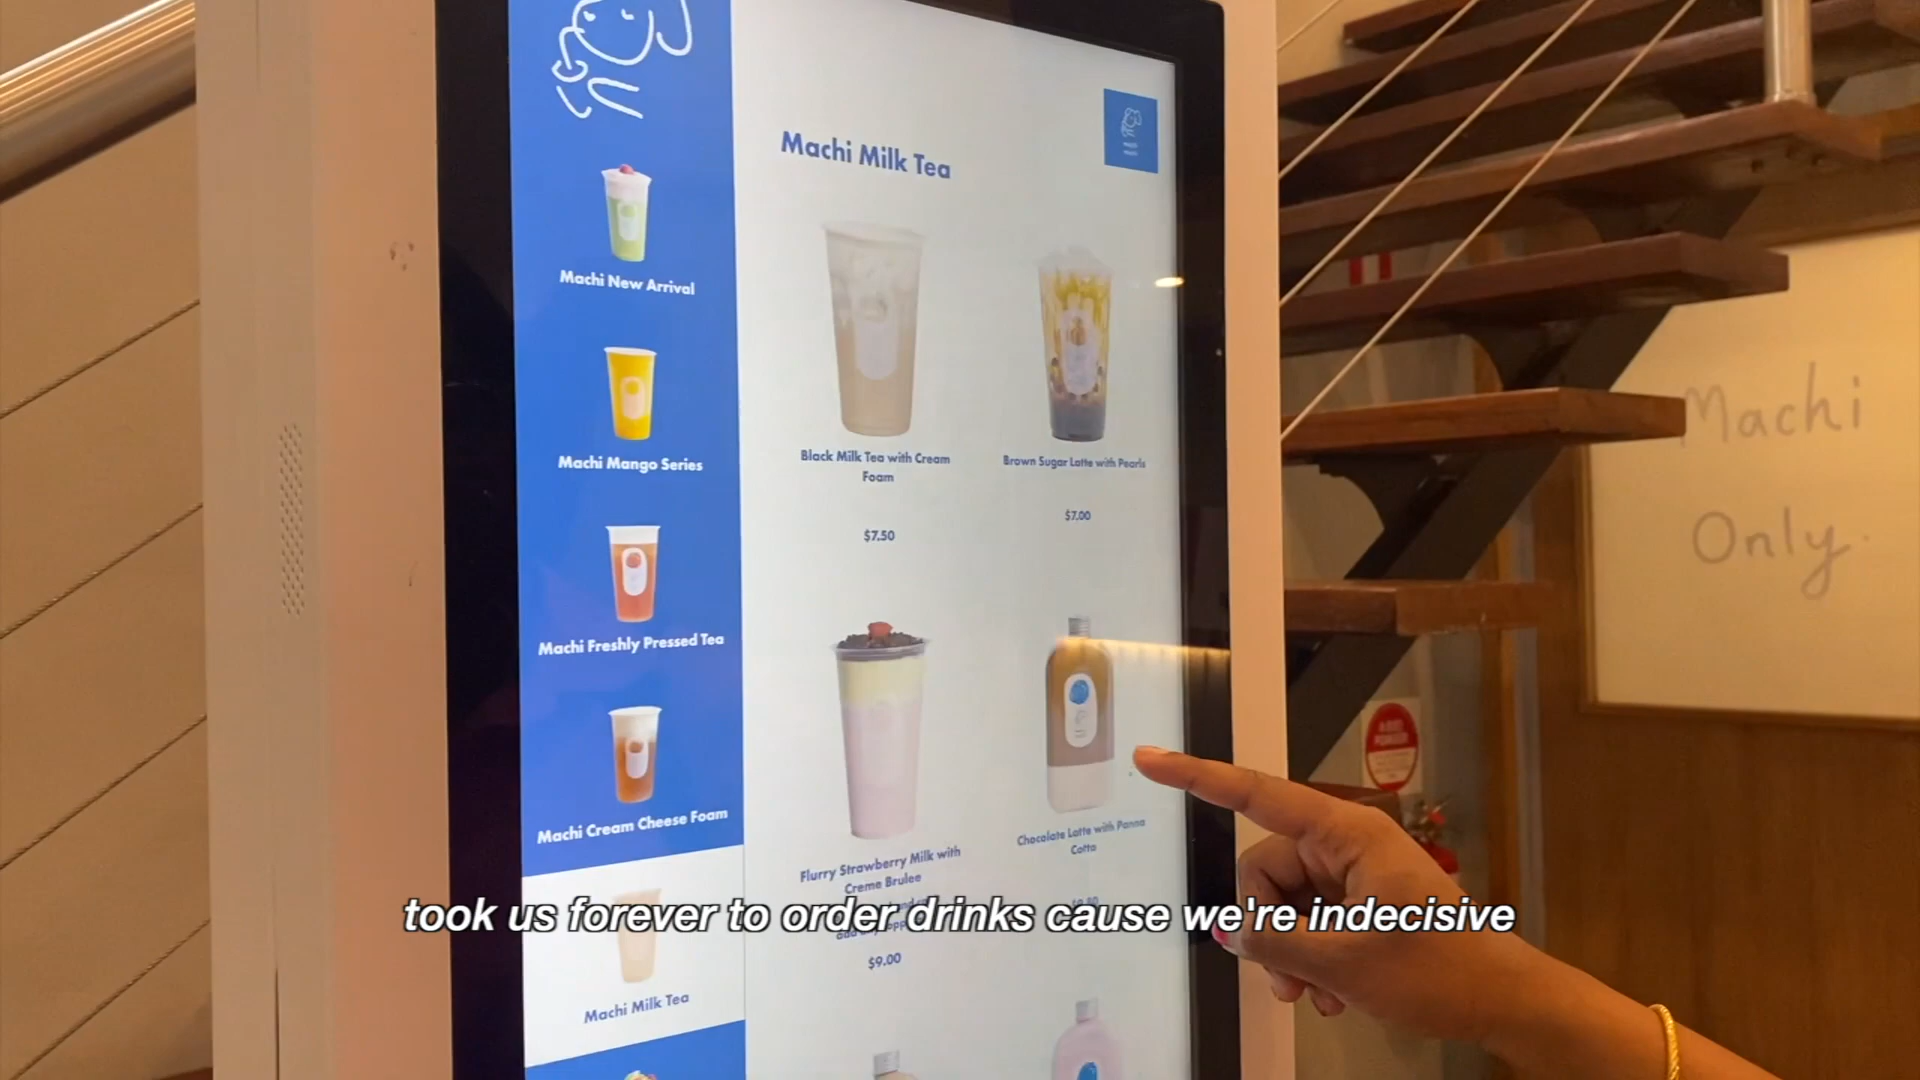 Machi Milk Tea
Machi New Arrival
Machi Mango Series
Machi Freshly Pressed Tea
Machi Cream Cheese Foam
Machi Milk Tea
Black Milk Tea with Cream
Foam
$7.50
Brown Sugar Latte with Pearls
$7.00
Flurry Strawberry Milk with
Creme Brulee
$9.00
Chocolate Latte with Panna
Cotta
Machi
Only.
took us forever to order drinks cause we're indecisive